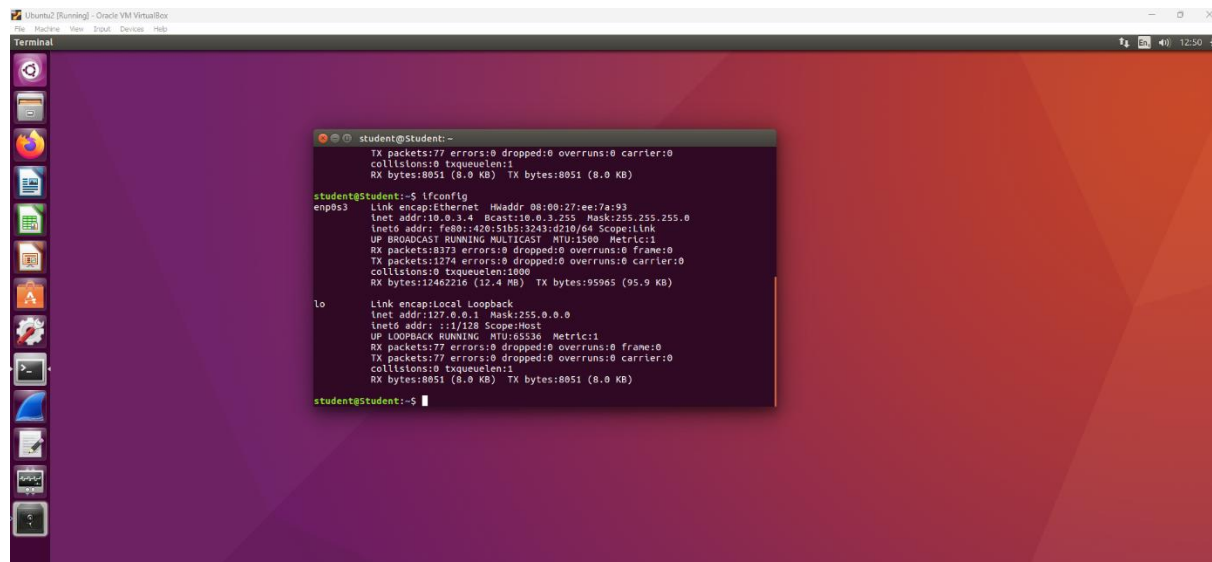 Ubuntu2 [Running] - Oracle VM VirtualBox
File Machine View Input Devices Help
Terminal
En
12:50
student@Student: ~
TX packets:77 errors:0 dropped:0 overruns:0 carrier:0
collisions:0 txqueuelen:1
RX bytes:8051 (8.0 KB)  TX bytes:8051 (8.0 KB)
student@Student:~$ ifconfig
enp0s3 Link encap:Ethernet  HWaddr 08:00:27:ee:7a:93
inet addr:10.0.3.4  Bcast:10.0.3.255  Mask:255.255.255.0
inet6 addr: fe80::420:51b5:3243:d210/64 Scope:Link
UP BROADCAST RUNNING MULTICAST  MTU:1500  Metric:1
RX packets:8373 errors:0 dropped:0 overruns:0 frame:0
TX packets:1274 errors:0 dropped:0 overruns:0 carrier:0
collisions:0 txqueuelen:1000
RX bytes:12462216 (12.4 MB)  TX bytes:95965 (95.9 KB)
lo Link encap:Local Loopback
inet addr:127.0.0.1  Mask:255.0.0.0
inet6 addr: ::1/128 Scope:Host
UP LOOPBACK RUNNING  MTU:65536  Metric:1
RX packets:77 errors:0 dropped:0 overruns:0 frame:0
TX packets:77 errors:0 dropped:0 overruns:0 carrier:0
collisions:0 txqueuelen:1
RX bytes:8051 (8.0 KB)  TX bytes:8051 (8.0 KB)
student@Student:~$